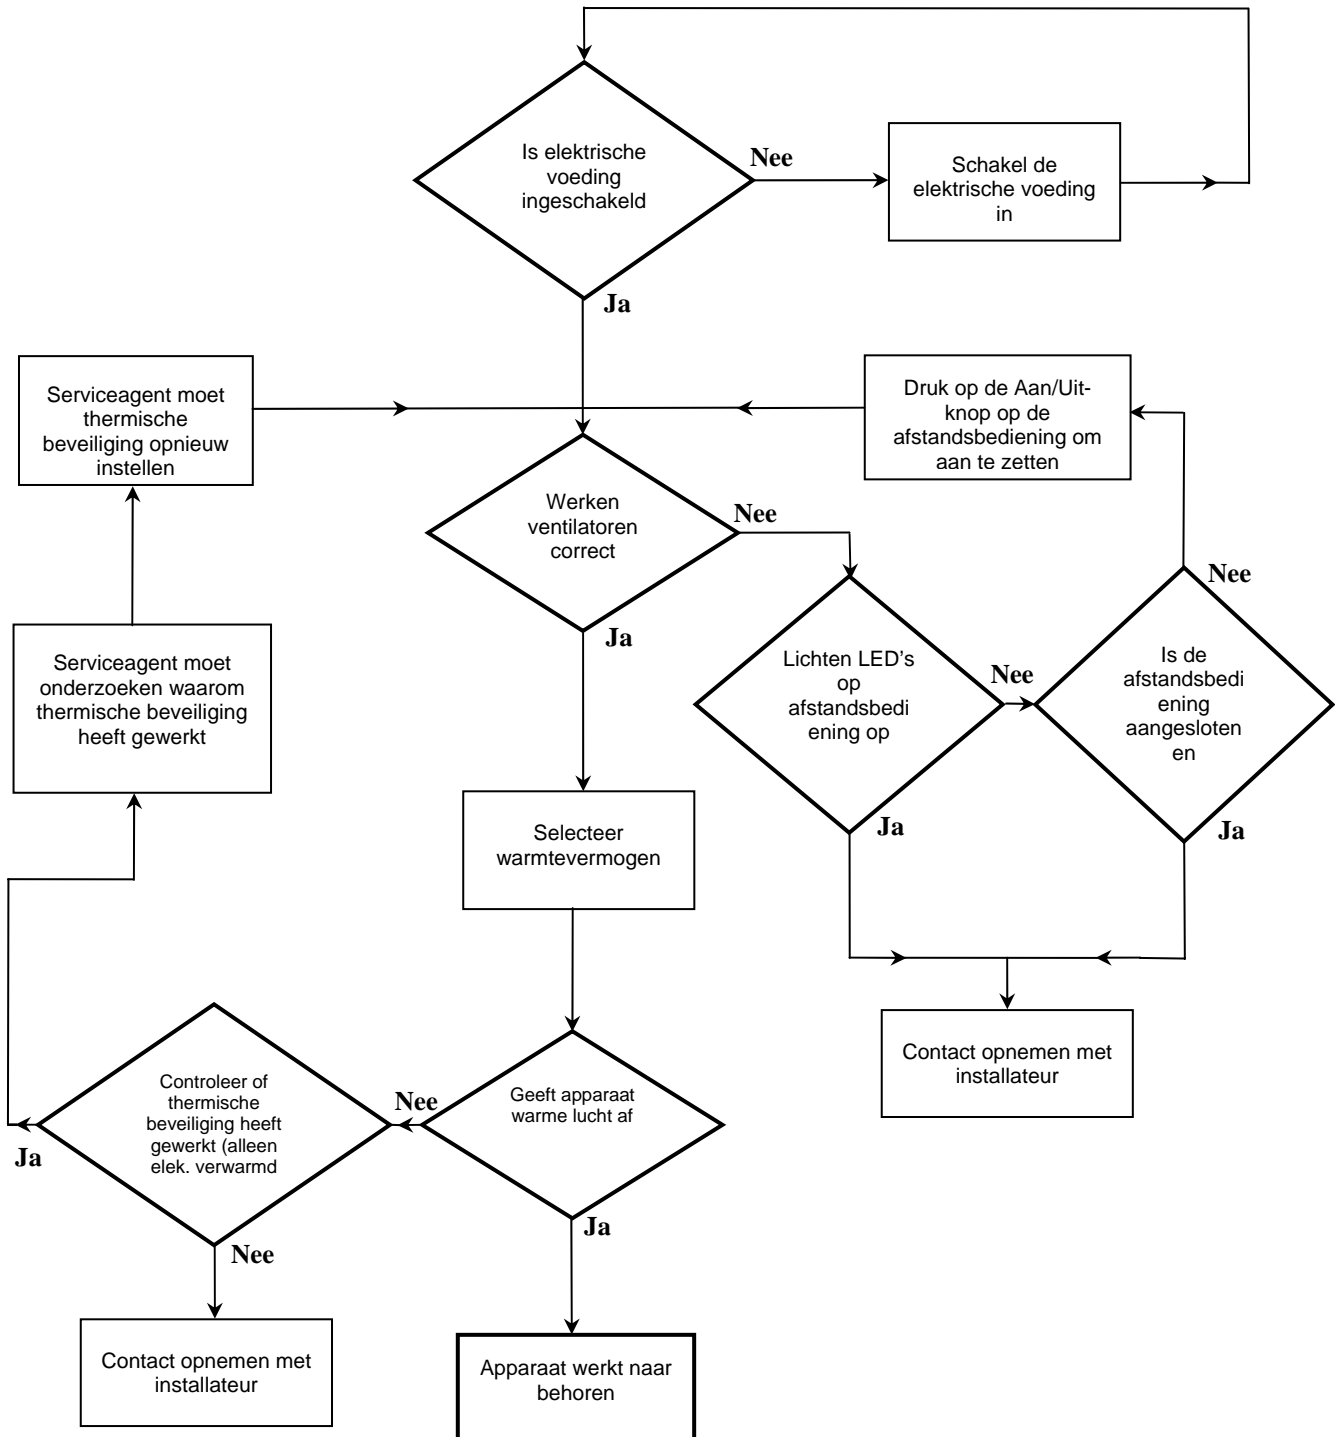 Is elektrische
voeding
ingeschakeld
Nee
Schakel de
elektrische voeding
in
Ja
Serviceagent moet
thermische
beveiliging opnieuw
instellen
Druk op de Aan/Uit-
knop op de
afstandsbediening om
aan te zetten
Werken
ventilatoren
correct
Nee
Ja
Nee
Serviceagent moet
onderzoeken waarom
thermische beveiliging
heeft gewerkt
Lichten LED's
op
afstandsbedi
ening op
Nee
Is de
afstandsbedi
ening
aangesloten
en
Ja
Ja
Selecteer
warmtevermogen
Contact opnemen met
installateur
Controleer of
thermische
beveiliging heeft
gewerkt (alleen
elek. verwarmd
Nee
Geeft apparaat
warme lucht af
Ja
Ja
Nee
Contact opnemen met
installateur
Apparaat werkt naar
behoren